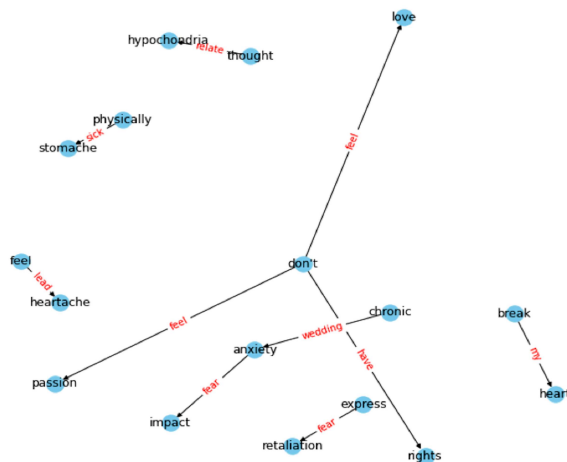 love
hypochondria
relate
thought
physically
sick
stomache
feel
don't
feel
lead
heartache
chronic
break
wedding
feel
anxiety
have
my
passion
fear
heart
express
impact
fear
retaliation
rights